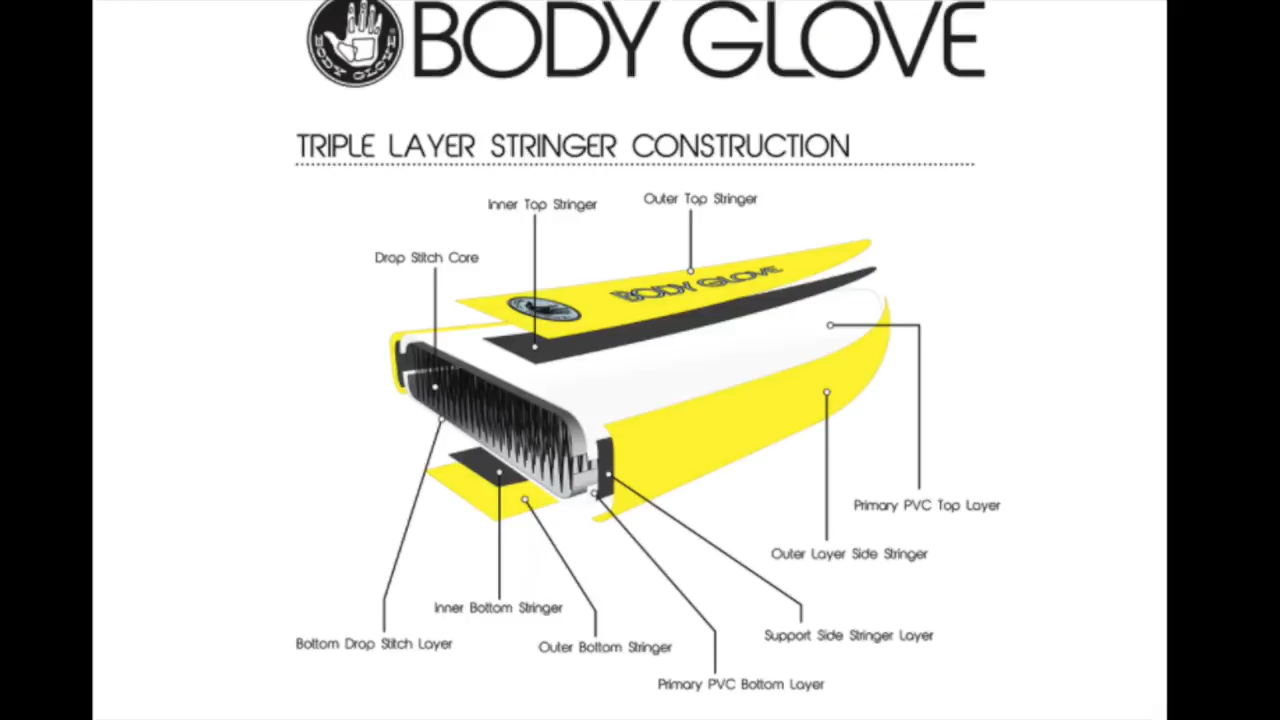 BODY GLOVE
BODY GLOVE
TRIPLE LAYER STRINGER CONSTRUCTION
Inner Top Stringer
Outer Top Stringer
Drop Stitch Core
BODY GLOVE
Primary PVC Top Layer
Outer Layer Side Stringer
Inner Bottom Stringer
Support Side Stringer Layer
Bottom Drop Stitch Layer
Outer Bottom Stringer
Primary PVC Bottom Layer